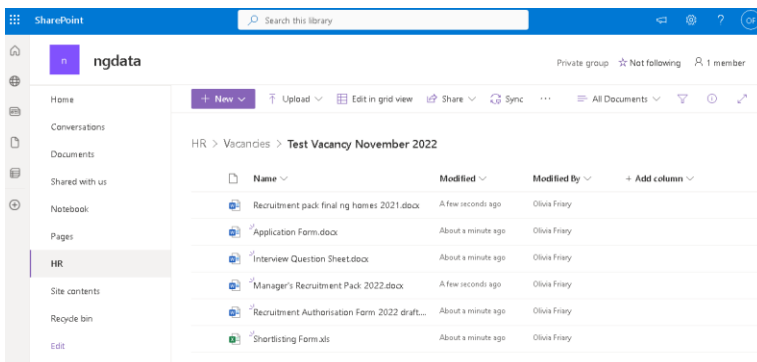 SharePoint
Search this library
?
OF
n
ngdata
Private group Not following 1 member
Home
Conversations
Documents
Shared with us
Notebook
Pages
HR
Site contents
Recycle bin
Edit
+ New Upload Edit in grid view Share Sync ... All Documents
HR > Vacancies > Test Vacancy November 2022
Name Modified Modified By + Add column
Recruitment pack final ng homes 2021.docx A few seconds ago Olivia Friary
Application Form.docx About a minute ago Olivia Friary
Interview Question Sheet.docx About a minute ago Olivia Friary
Manager's Recruitment Pack 2022.docx A few seconds ago Olivia Friary
Recruitment Authorisation Form 2022 draft.... About a minute ago Olivia Friary
Shortlisting Form.xls About a minute ago Olivia Friary